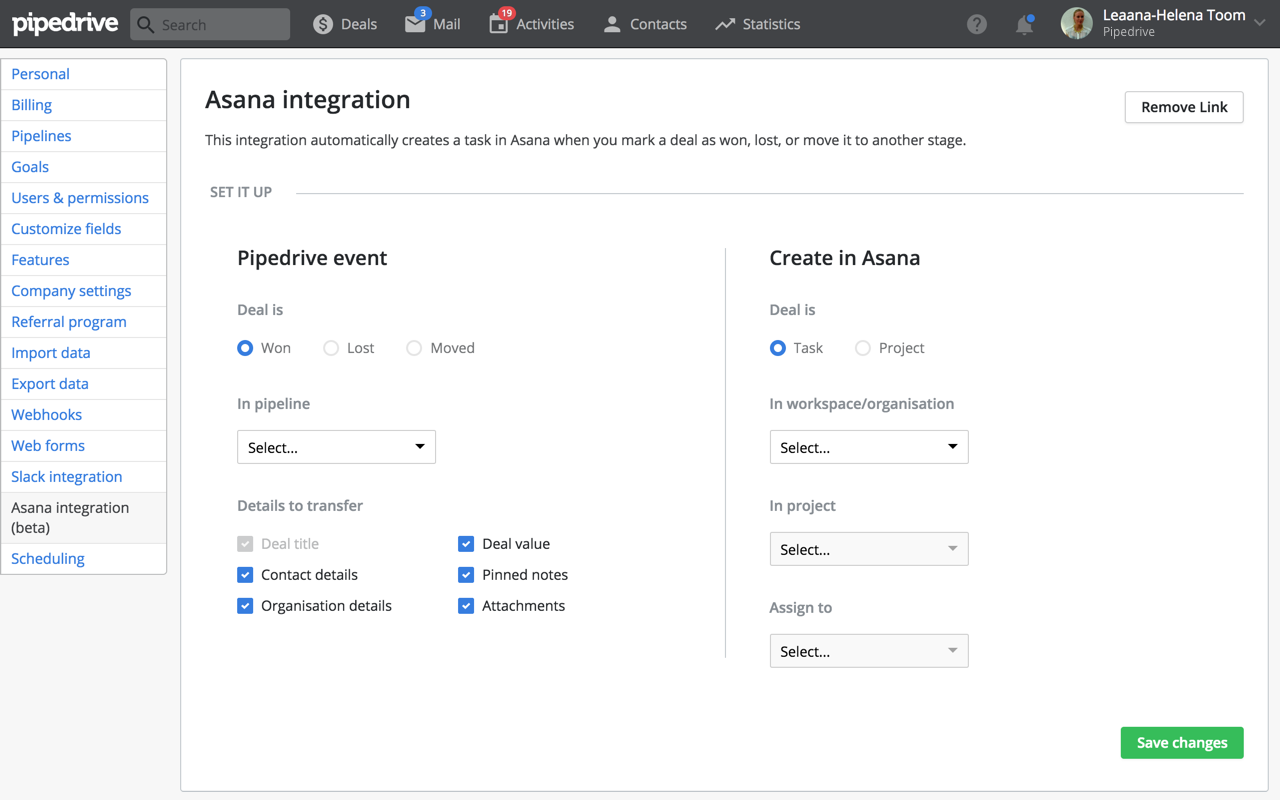 pipedrive
Search
Deals
3
Mail
19
Activities
Contacts
Statistics
?
Leaana-Helena Toom
Pipedrive
Personal
Billing
Pipelines
Goals
Users & permissions
Customize fields
Features
Company settings
Referral program
Import data
Export data
Webhooks
Web forms
Slack integration
Asana integration
(beta)
Scheduling
Asana integration
Remove Link
This integration automatically creates a task in Asana when you mark a deal as won, lost, or move it to another stage.
SET IT UP
Pipedrive event
Deal is
Won
Lost
Moved
In pipeline
Select...
Details to transfer
Deal title
Deal value
Contact details
Pinned notes
Organisation details
Attachments
Create in Asana
Deal is
Task
Project
In workspace/organisation
Select...
In project
Select...
Assign to
Select...
Save changes